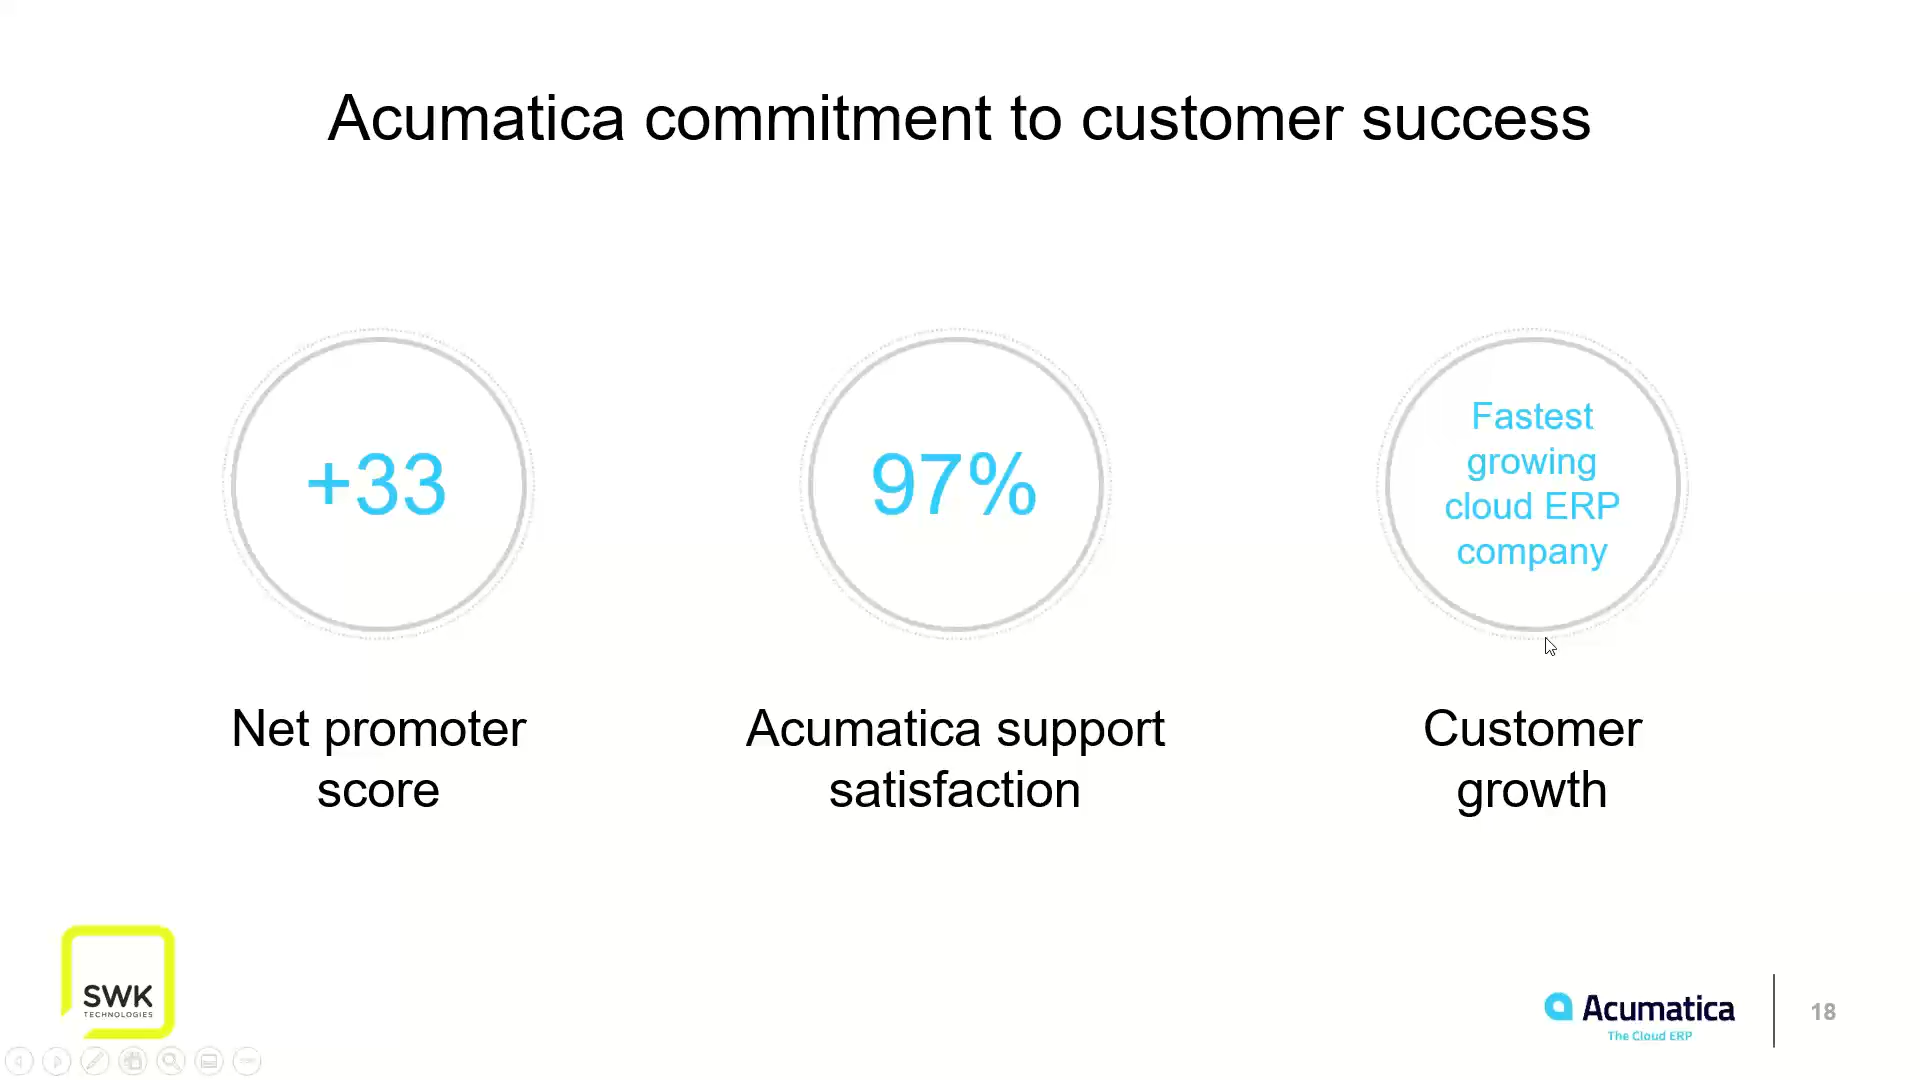 Acumatica commitment to customer success
+33
97%
Fastest
growing
cloud ERP
company
Net promoter
score
Acumatica support
satisfaction
Customer
growth
SWK
TECHNOLOGIES
Acumatica
The Cloud ERP
18